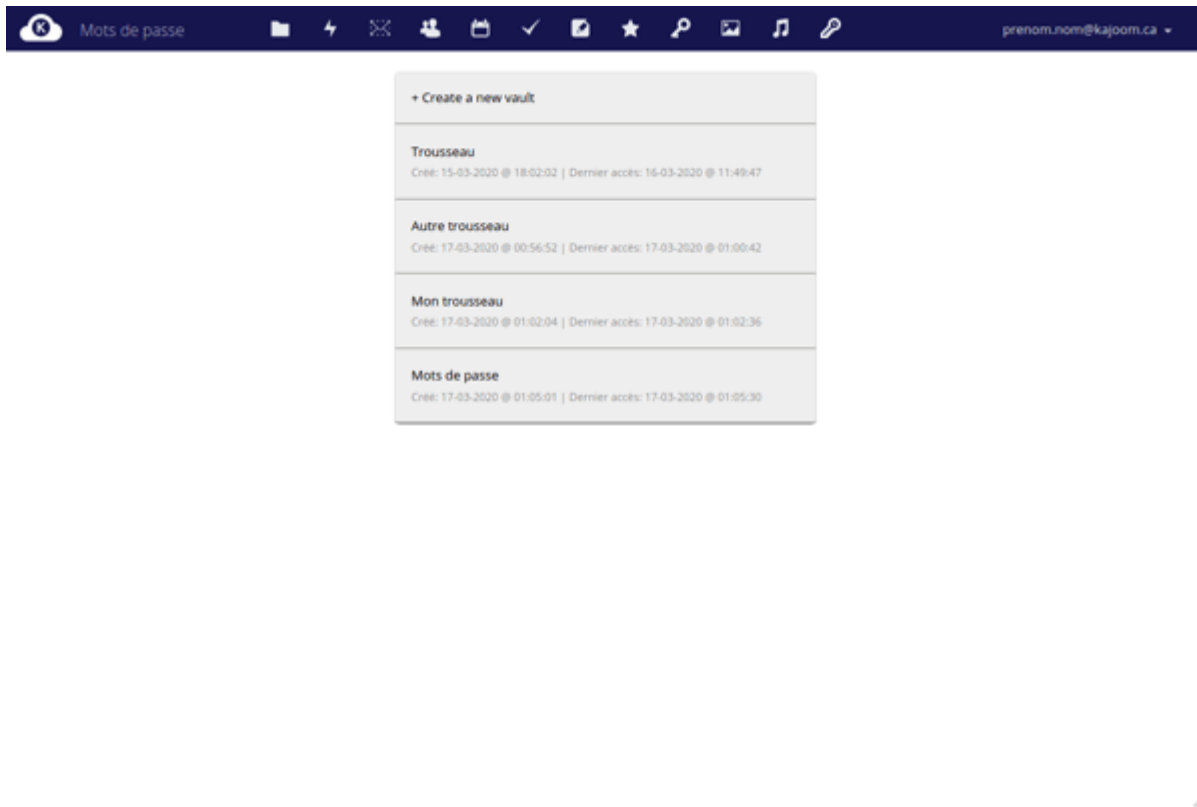 K
Mots de passe
prenom.nom@kajoom.ca
+ Create a new vault
Trousseau
Créé: 15-03-2020 @ 18:02:02 | Dernier accès: 16-03-2020 @ 11:49:47
Autre trousseau
Créé: 17-03-2020 @ 00:56:52 | Dernier accès: 17-03-2020 @ 01:00:42
Mon trousseau
Créé: 17-03-2020 @ 01:02:04 | Dernier accès: 17-03-2020 @ 01:02:36
Mots de passe
Créé: 17-03-2020 @ 01:05:01 | Dernier accès: 17-03-2020 @ 01:05:30